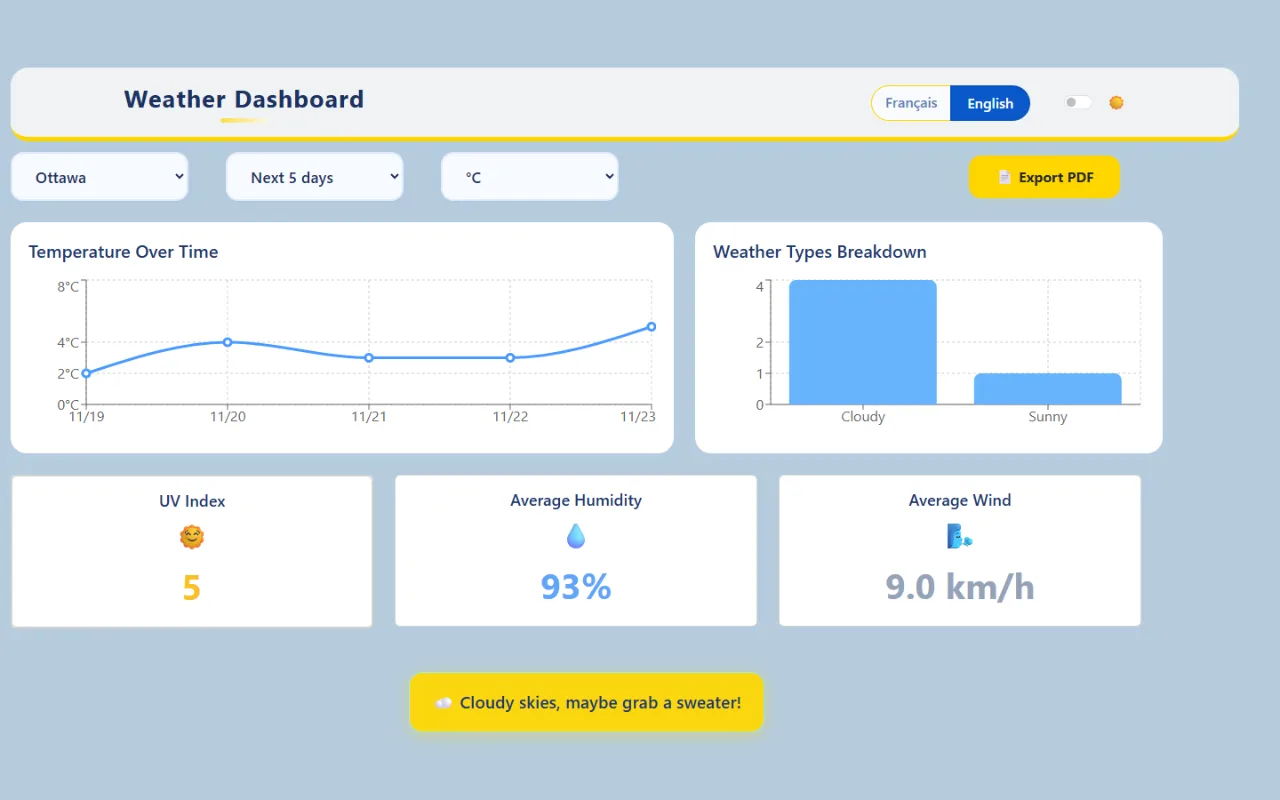 Weather Dashboard
Français English
Ottawa
Next 5 days
°C
Export PDF
Temperature Over Time
8°C
4°C
2°C
0°C
11/19 11/20 11/21 11/22 11/23
Weather Types Breakdown
4
2
1
0
Cloudy Sunny
UV Index
5
Average Humidity
93%
Average Wind
9.0 km/h
Cloudy skies, maybe grab a sweater!